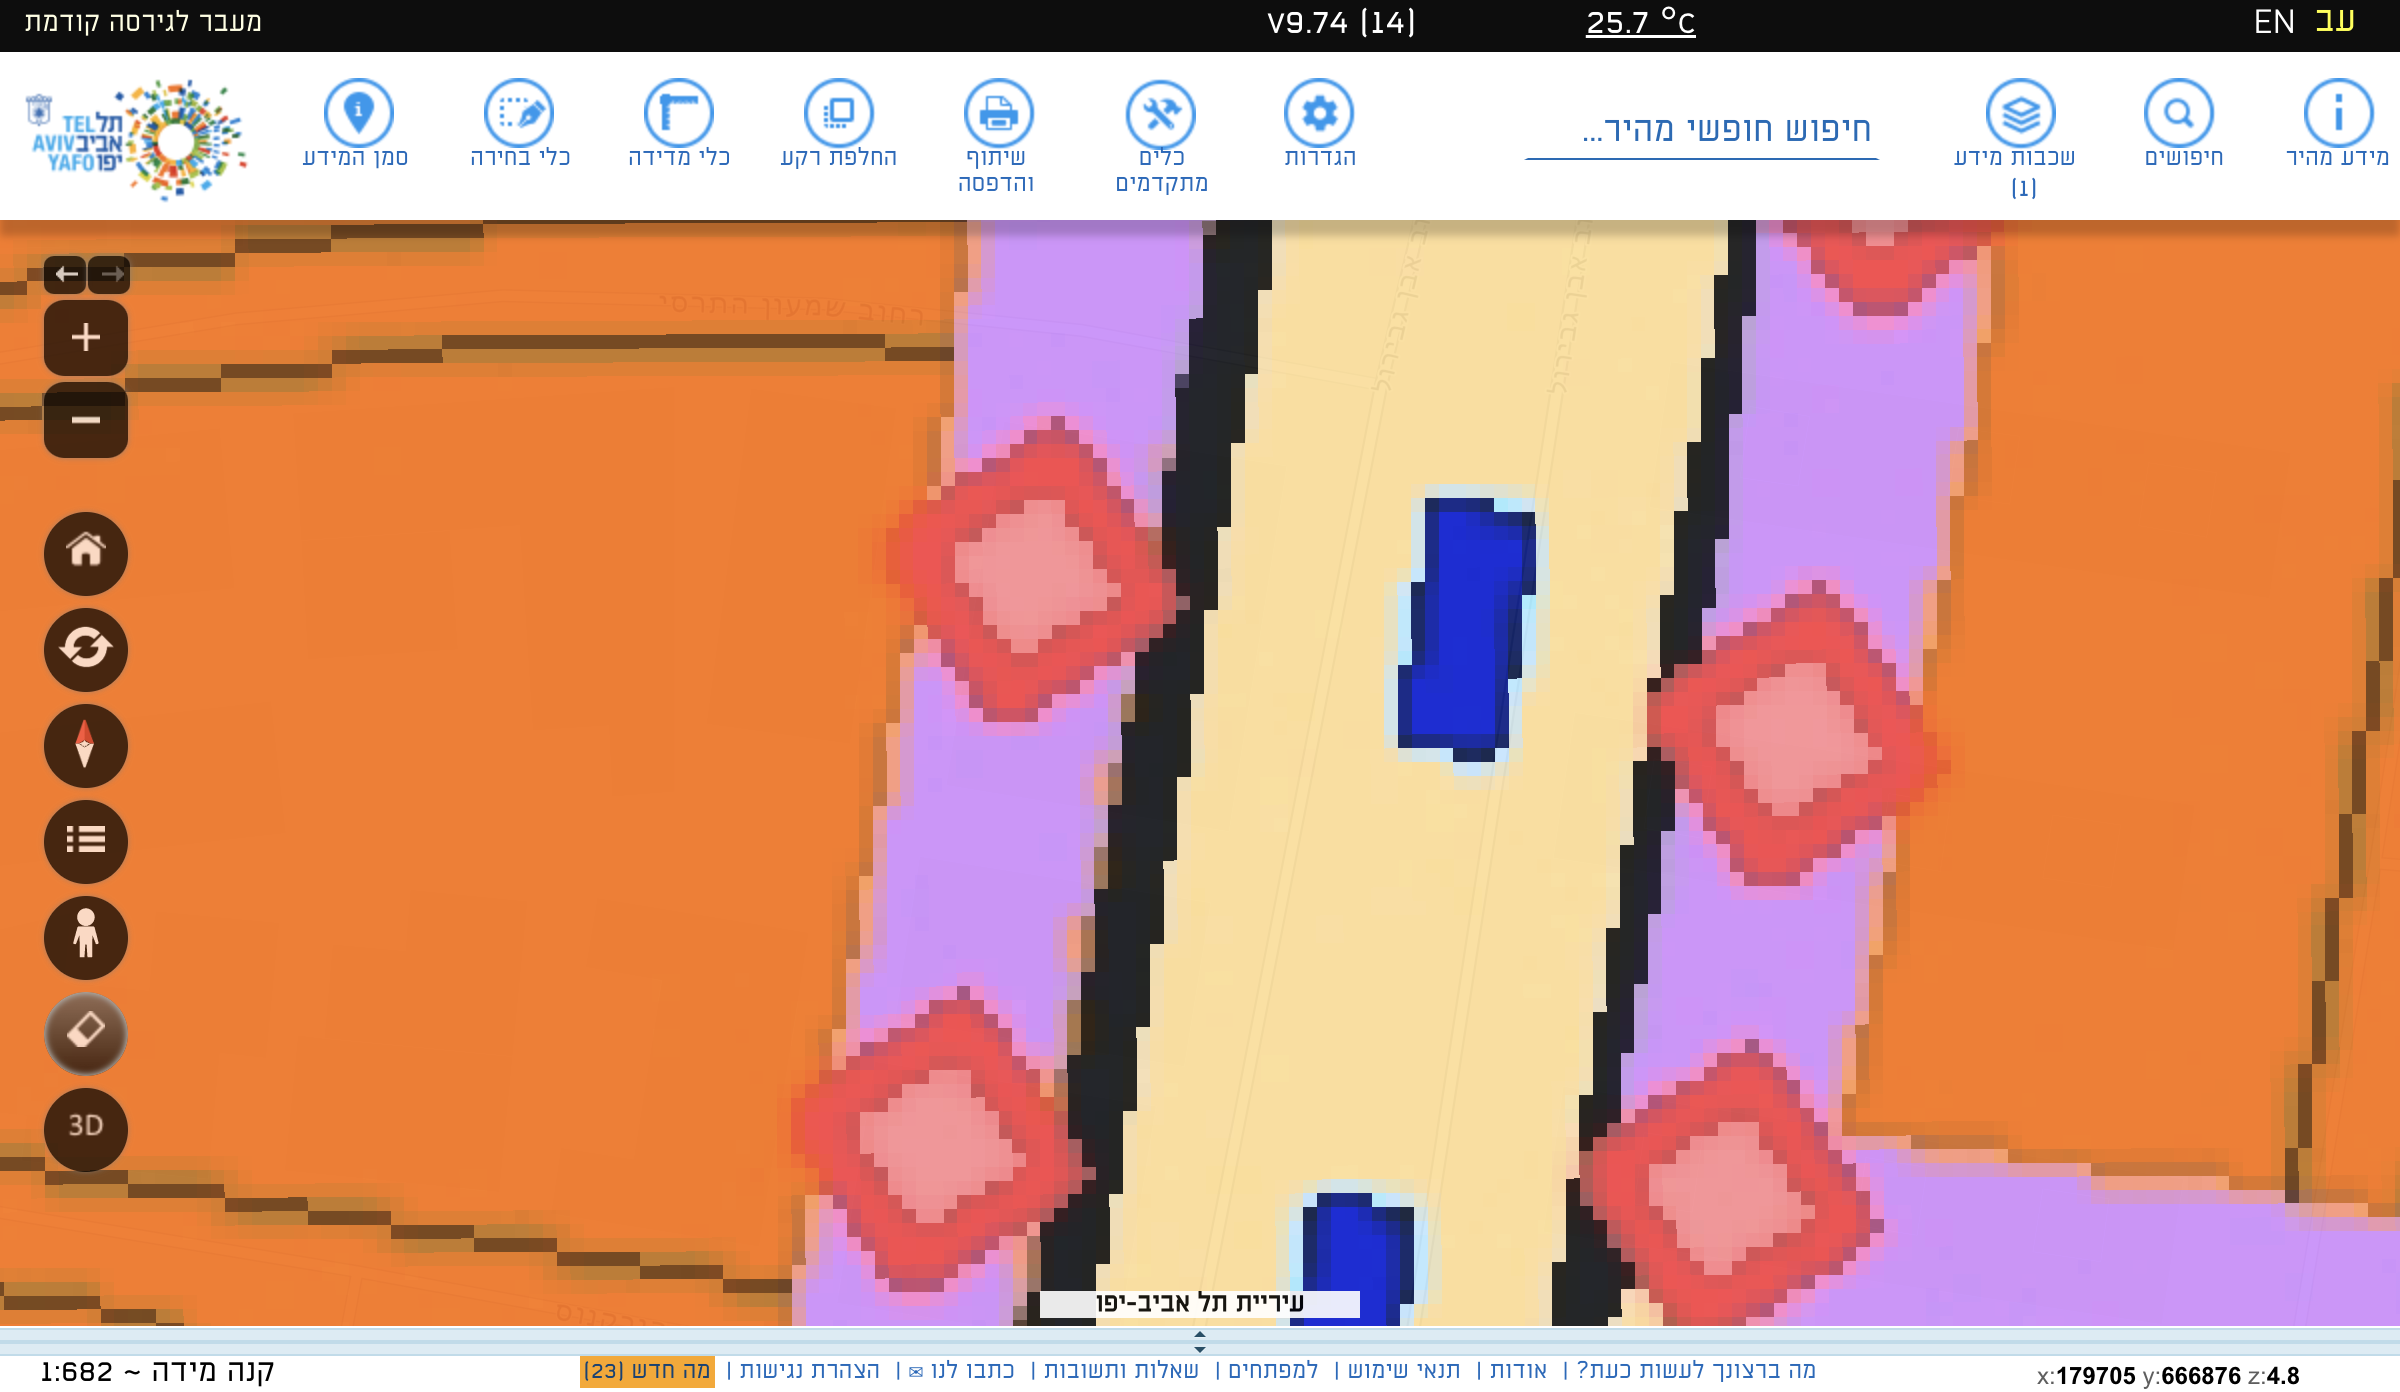 עב EN
25.7 °C
V9.74 (14)
מעבר לגירסה קודמת
מידע מהיר
חיפושים
שכבות מידע
(1)
חיפוש חופשי מהיר...
הגדרות
כלים
מתקדמים
שיתוף
והדפסה
החלפת רקע
כלי מדידה
כלי בחירה
סמן המידע
תל TEL
אביב AVIV
יפו YAFO
רחוב שמעון התרסי
אבן גבירול
אבן גבירול
3D
עיריית תל אביב-יפו
x:179705 y:666876 z:4.8
מה ברצונך לעשות כעת? | אודות | תנאי שימוש | למפתחים | שאלות ותשובות | כתבו לנו ✉ | הצהרת נגישות | מה חדש (23)
קנה מידה ~ 1:682